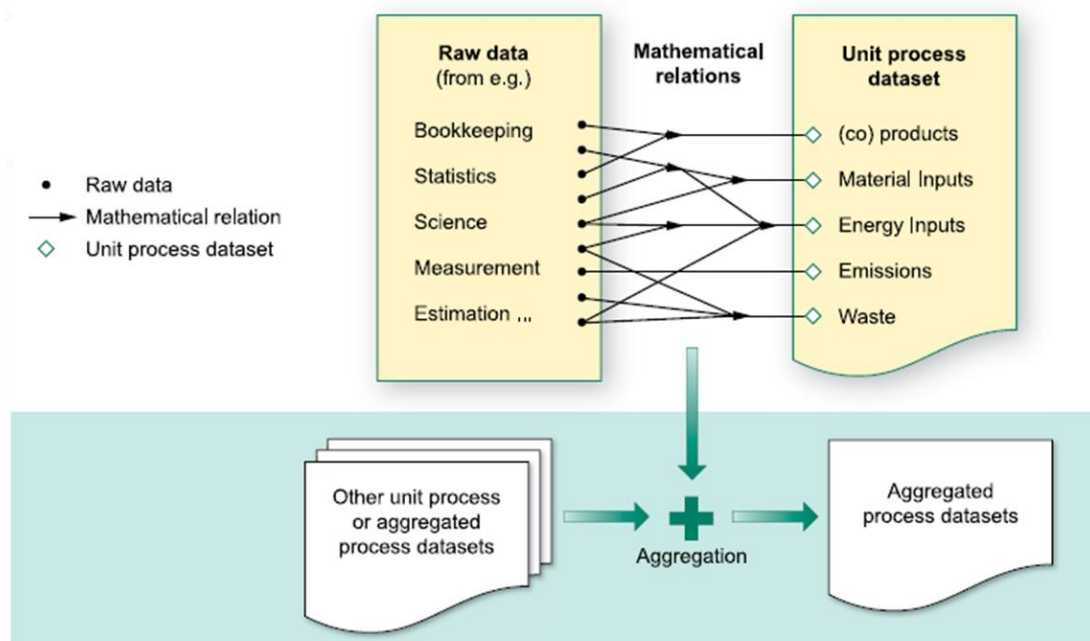 Raw data
(from e.g.)
Bookkeeping
Statistics
Science
Measurement
Estimation ...
Mathematical
relations
Unit process
dataset
(co) products
Material Inputs
Energy Inputs
Emissions
Waste
Raw data
Mathematical relation
Unit process dataset
Other unit process
or aggregated
process datasets
Aggregation
Aggregated
process datasets